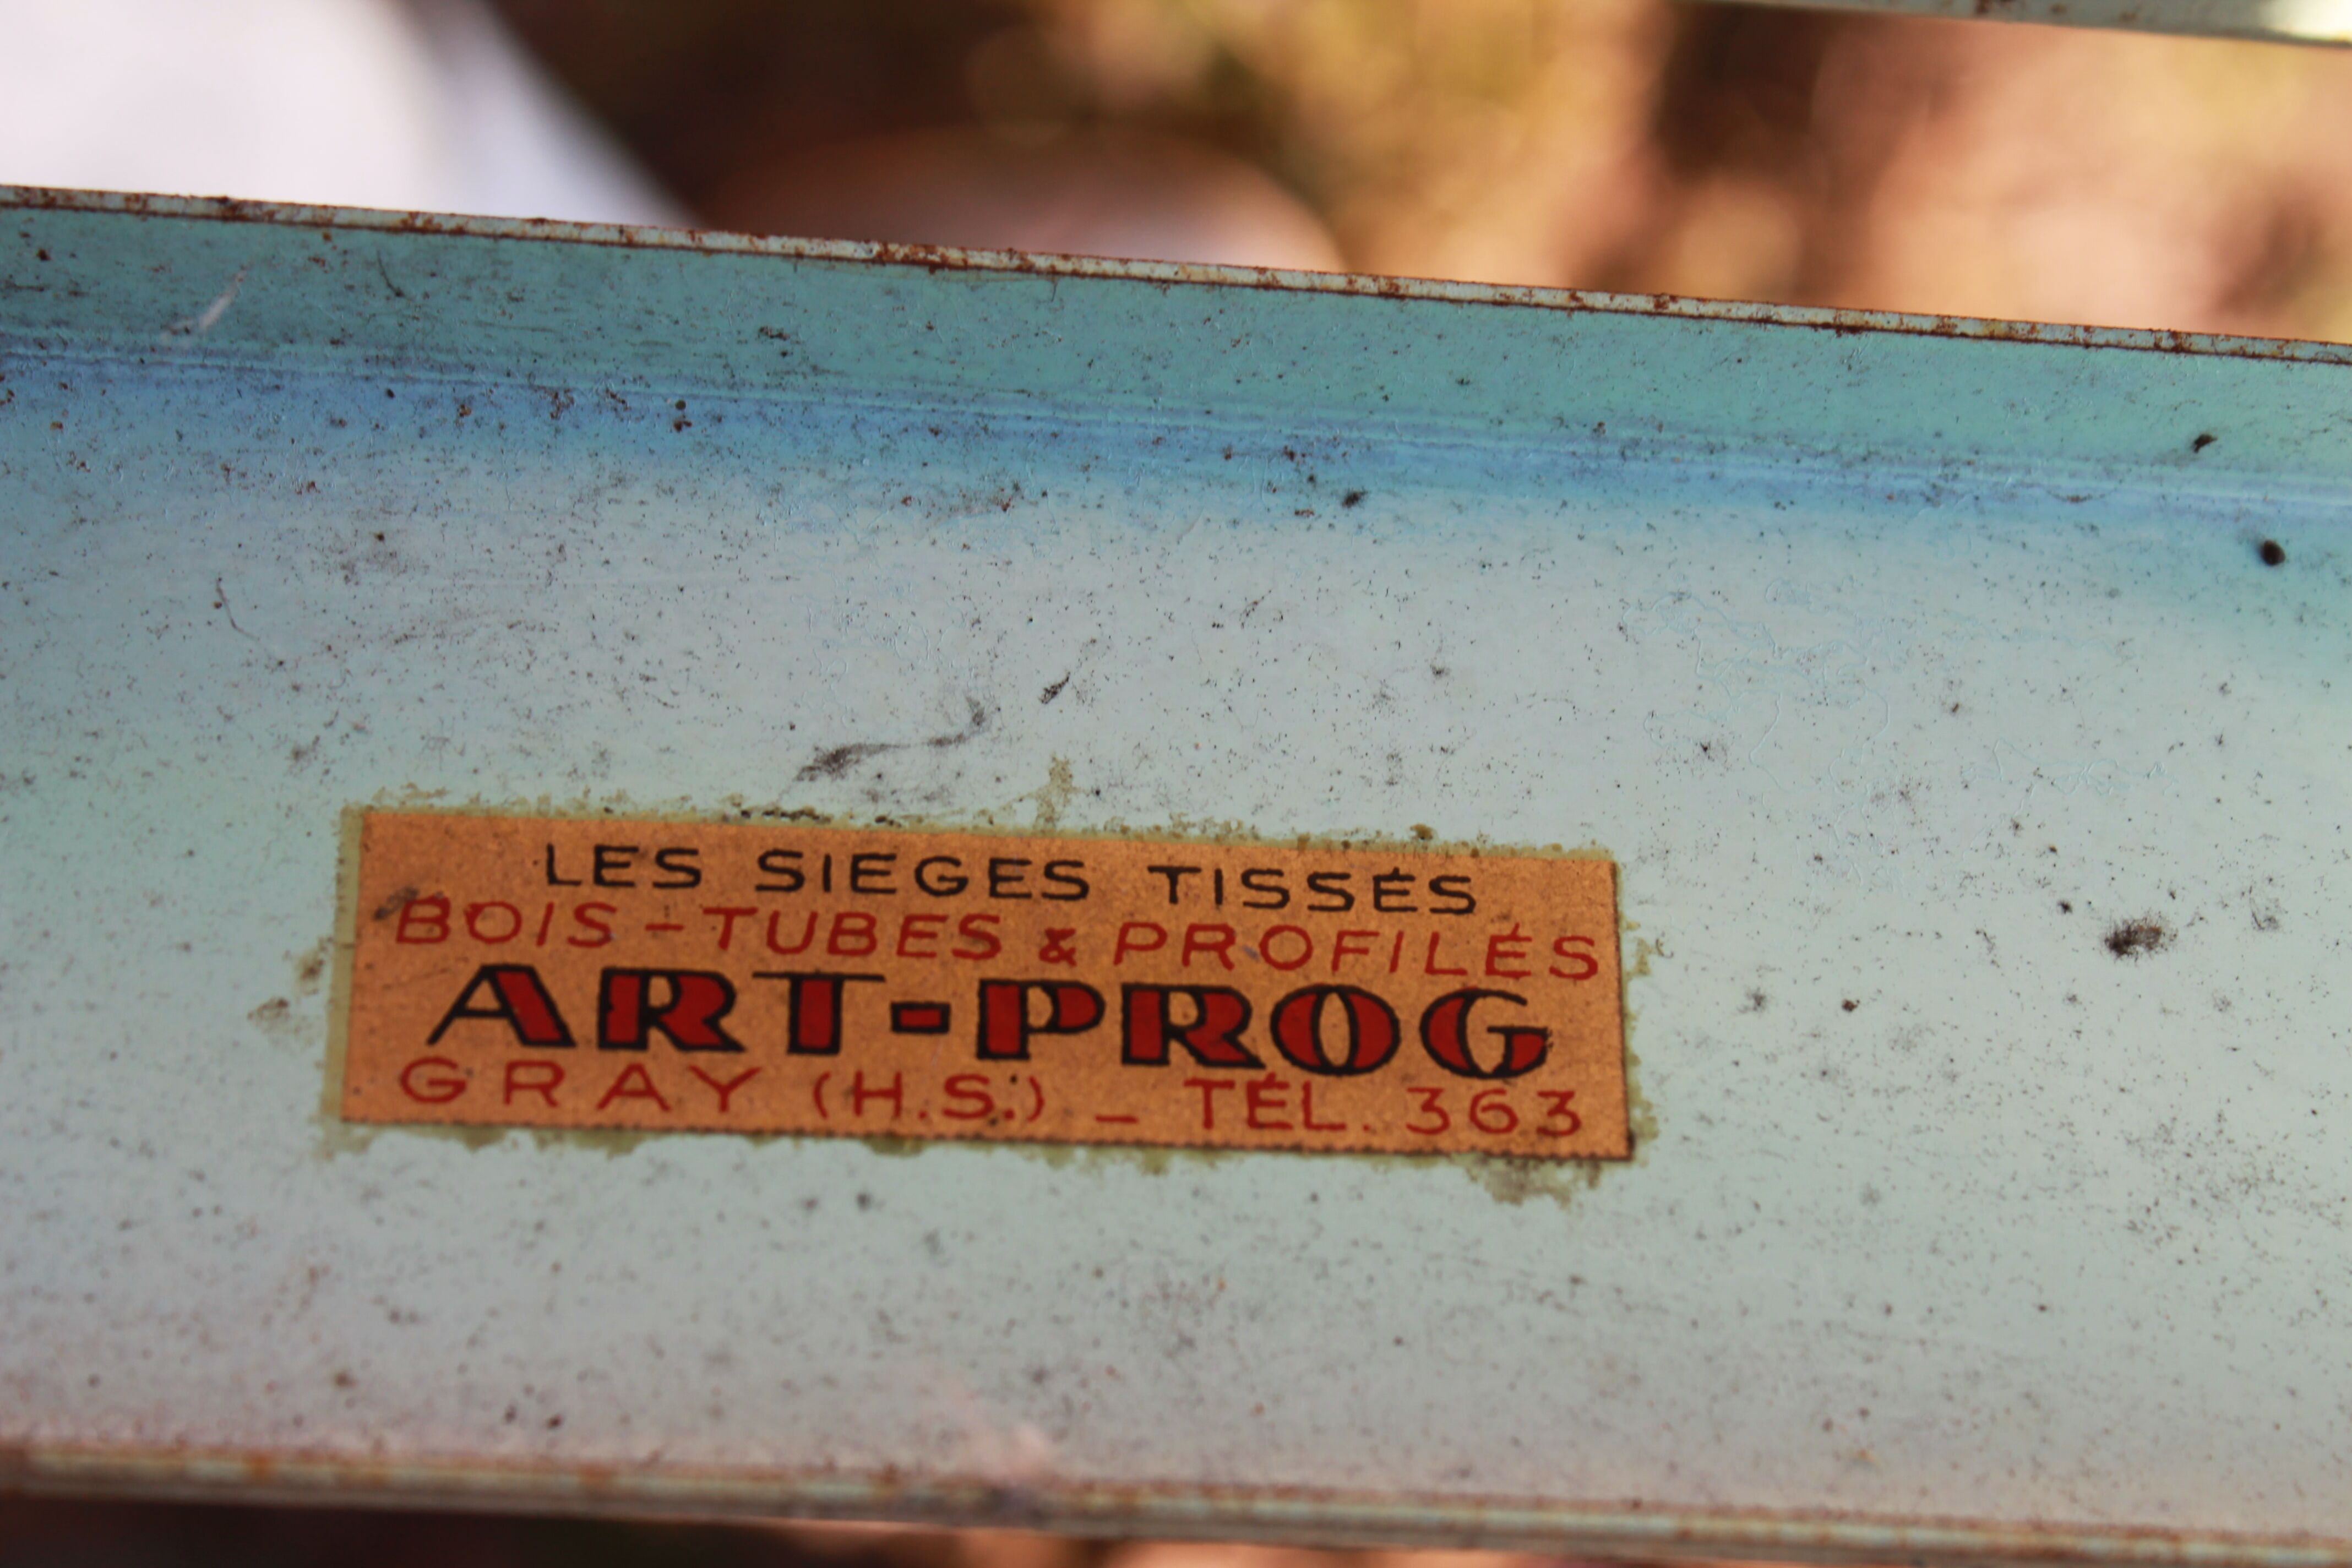 LES SIEGES TISSÉS
BOIS-TUBES & PROFILÉS
ART-PROG
GRAY (H.S.) - TÉL. 363